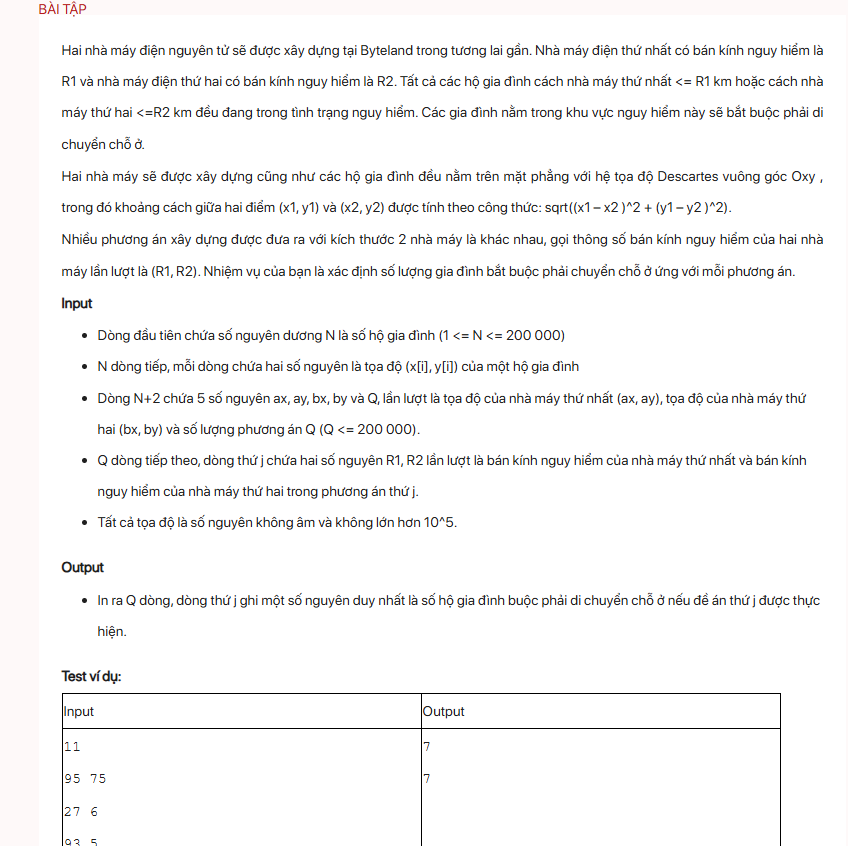 BÀI TẬP
Hai nhà máy điện nguyên tử sẽ được xây dựng tại Byteland trong tương lai gần. Nhà máy điện thứ nhất có bán kính nguy hiểm là
R1 và nhà máy điện thứ hai có bán kính nguy hiểm là R2. Tất cả các hộ gia đình cách nhà máy thứ nhất <= R1 km hoặc cách nhà
máy thứ hai <=R2 km đều đang trong tình trạng nguy hiểm. Các gia đình nằm trong khu vực nguy hiểm này sẽ bắt buộc phải di
chuyển chỗ ở.
Hai nhà máy sẽ được xây dựng cũng như các hộ gia đình đều nằm trên mặt phẳng với hệ tọa độ Descartes vuông góc Oxy ,
trong đó khoảng cách giữa hai điểm (x1, y1) và (x2, y2) được tính theo công thức: sqrt((x1 – x2 )^2 + (y1 – y2 )^2).
Nhiều phương án xây dựng được đưa ra với kích thước 2 nhà máy là khác nhau, gọi thông số bán kính nguy hiểm của hai nhà
máy lần lượt là (R1, R2). Nhiệm vụ của bạn là xác định số lượng gia đình bắt buộc phải chuyển chỗ ở ứng với mỗi phương án.
Input
• Dòng đầu tiên chứa số nguyên dương N là số hộ gia đình (1 <= N <= 200 000)
• N dòng tiếp, mỗi dòng chứa hai số nguyên là tọa độ (x[i], y[i]) của một hộ gia đình
• Dòng N+2 chứa 5 số nguyên ax, ay, bx, by và Q, lần lượt là tọa độ của nhà máy thứ nhất (ax, ay), tọa độ của nhà máy thứ
hai (bx, by) và số lượng phương án Q (Q <= 200 000).
• Q dòng tiếp theo, dòng thứ j chứa hai số nguyên R1, R2 lần lượt là bán kính nguy hiểm của nhà máy thứ nhất và bán kính
nguy hiểm của nhà máy thứ hai trong phương án thứ j.
• Tất cả tọa độ là số nguyên không âm và không lớn hơn 10^5.
Output
• In ra Q dòng, dòng thứ j ghi một số nguyên duy nhất là số hộ gia đình buộc phải di chuyển chỗ ở nếu đề án thứ j được thực
hiện.
Test ví dụ:
Input Output
11 7
95 75 7
27 6
93 5